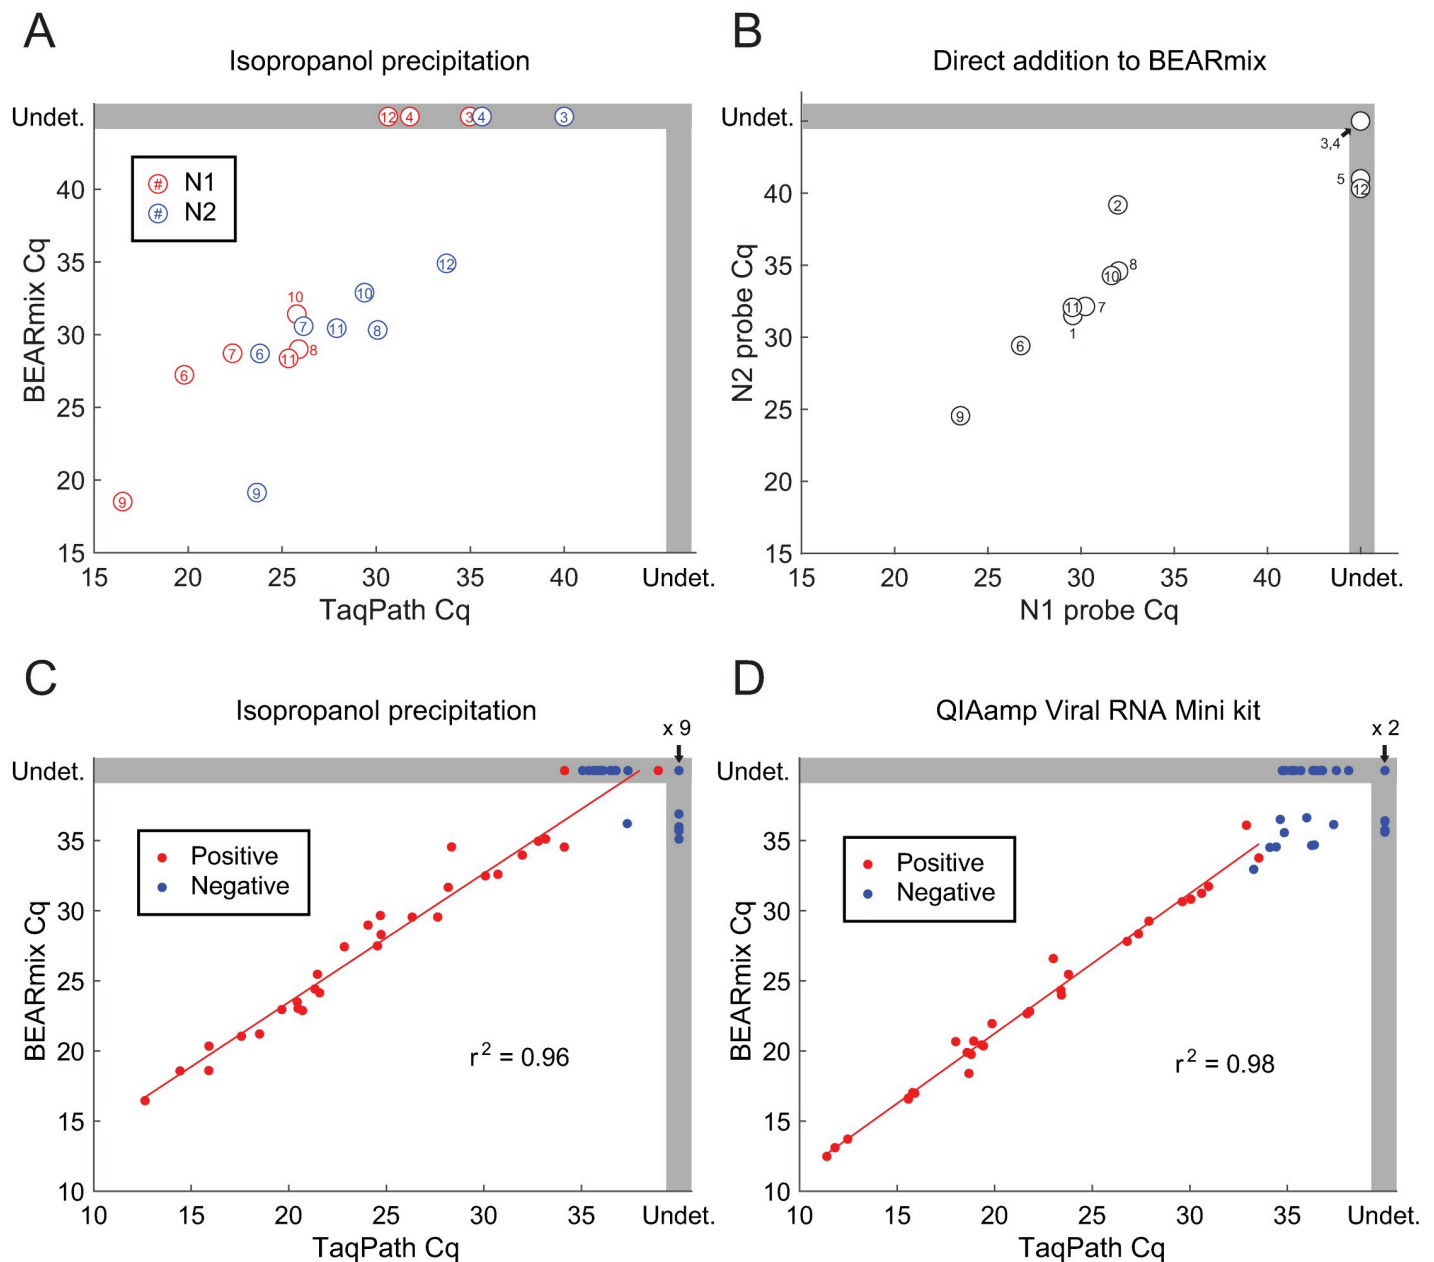 A
Isopropanol precipitation
Undet.
12 4 3 4 3
# N1
# N2
40
35
30
25
20
15
BEARmix Cq
12
10
10
7
11
8
7
6
8
11
6
9
9
15 20 25 30 35 40 Undet.
TaqPath Cq
B
Direct addition to BEARmix
Undet.
3,4
5
12
40
35
30
25
20
15
N2 probe Cq
2
8
10
11
7
1
6
9
15 20 25 30 35 40 Undet.
N1 probe Cq
C
Isopropanol precipitation
x 9
Undet.
Positive
Negative
35
30
25
20
15
10
BEARmix Cq
r2 = 0.96
10 15 20 25 30 35 Undet.
TaqPath Cq
D
QIAamp Viral RNA Mini kit
x 2
Undet.
Positive
Negative
35
30
25
20
15
10
BEARmix Cq
r2 = 0.98
10 15 20 25 30 35 Undet.
TaqPath Cq